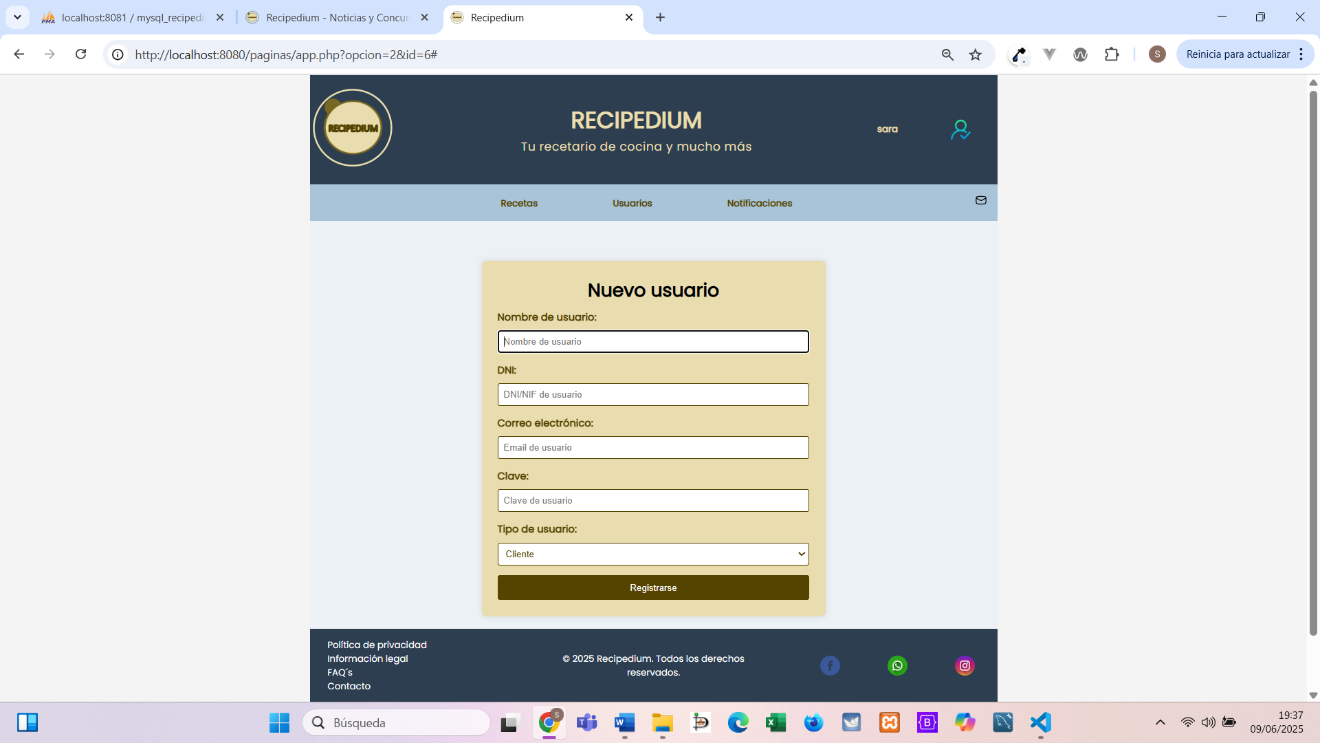 localhost:8081 / mysql_recipedi
Recipedium - Noticias y Concur
Recipedium
http://localhost:8080/paginas/app.php?opcion=2&id=6#
S
Reinicia para actualizar
RECIPEDIUM
RECIPEDIUM
Tu recetario de cocina y mucho más
sara
Recetas
Usuarios
Notificaciones
Nuevo usuario
Nombre de usuario:
Nombre de usuario
DNI:
DNI/NIF de usuario
Correo electrónico:
Email de usuario
Clave:
Clave de usuario
Tipo de usuario:
Cliente
Registrarse
Política de privacidad
Información legal
FAQ´s
Contacto
© 2025 Recipedium. Todos los derechos
reservados.
Búsqueda
S
19:37
09/06/2025